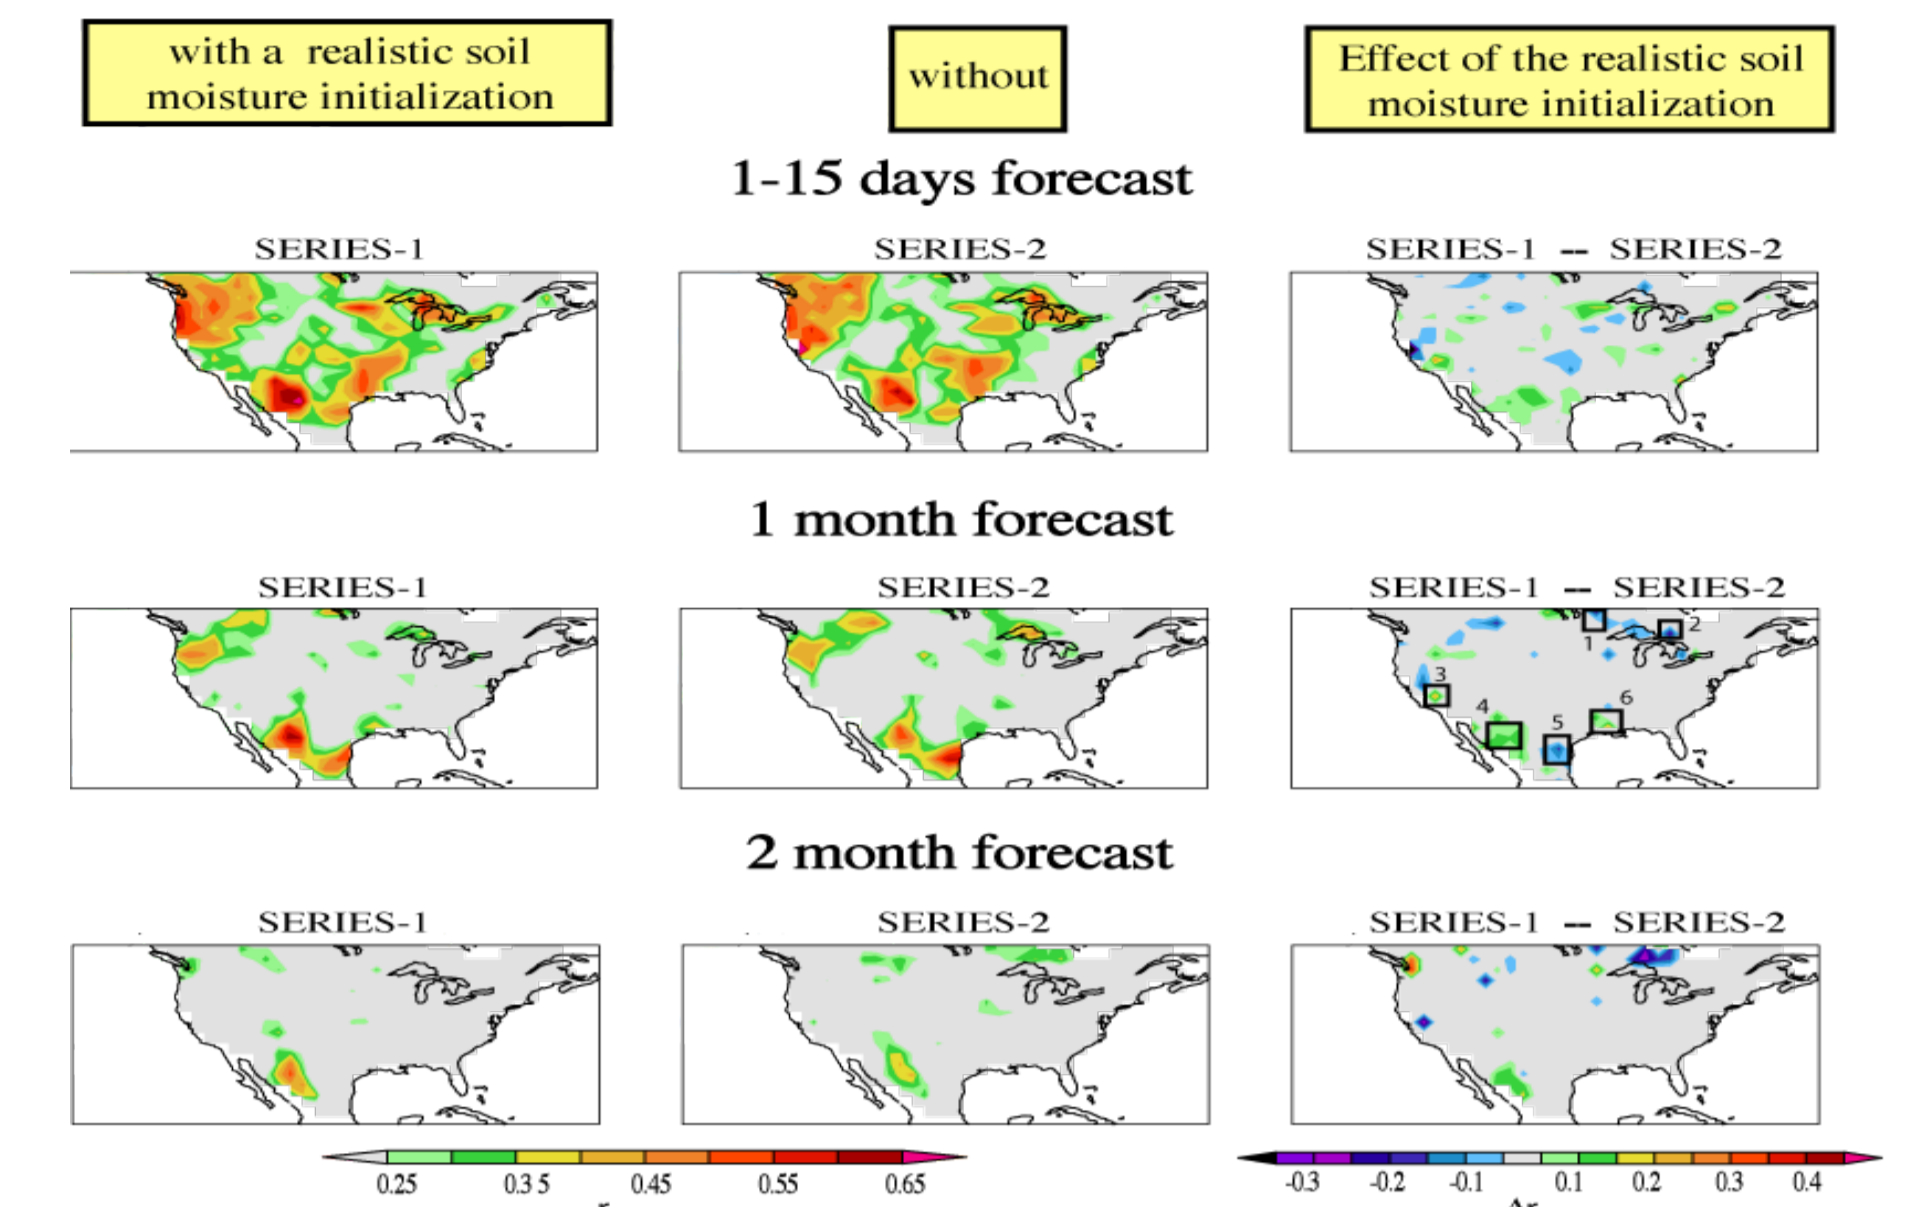 with a realistic soil
moisture initialization
without
Effect of the realistic soil
moisture initialization
1-15 days forecast
SERIES-1
SERIES-2
SERIES-1 -- SERIES-2
1 month forecast
SERIES-1
SERIES-2
SERIES-1 -- SERIES-2
1
2
3
4
5
6
2 month forecast
SERIES-1
SERIES-2
SERIES-1 -- SERIES-2
0.25 0.3 5 0.45 0.55 0.65
-0.3 -0.2 -0.1 0.1 0.2 0.3 0.4